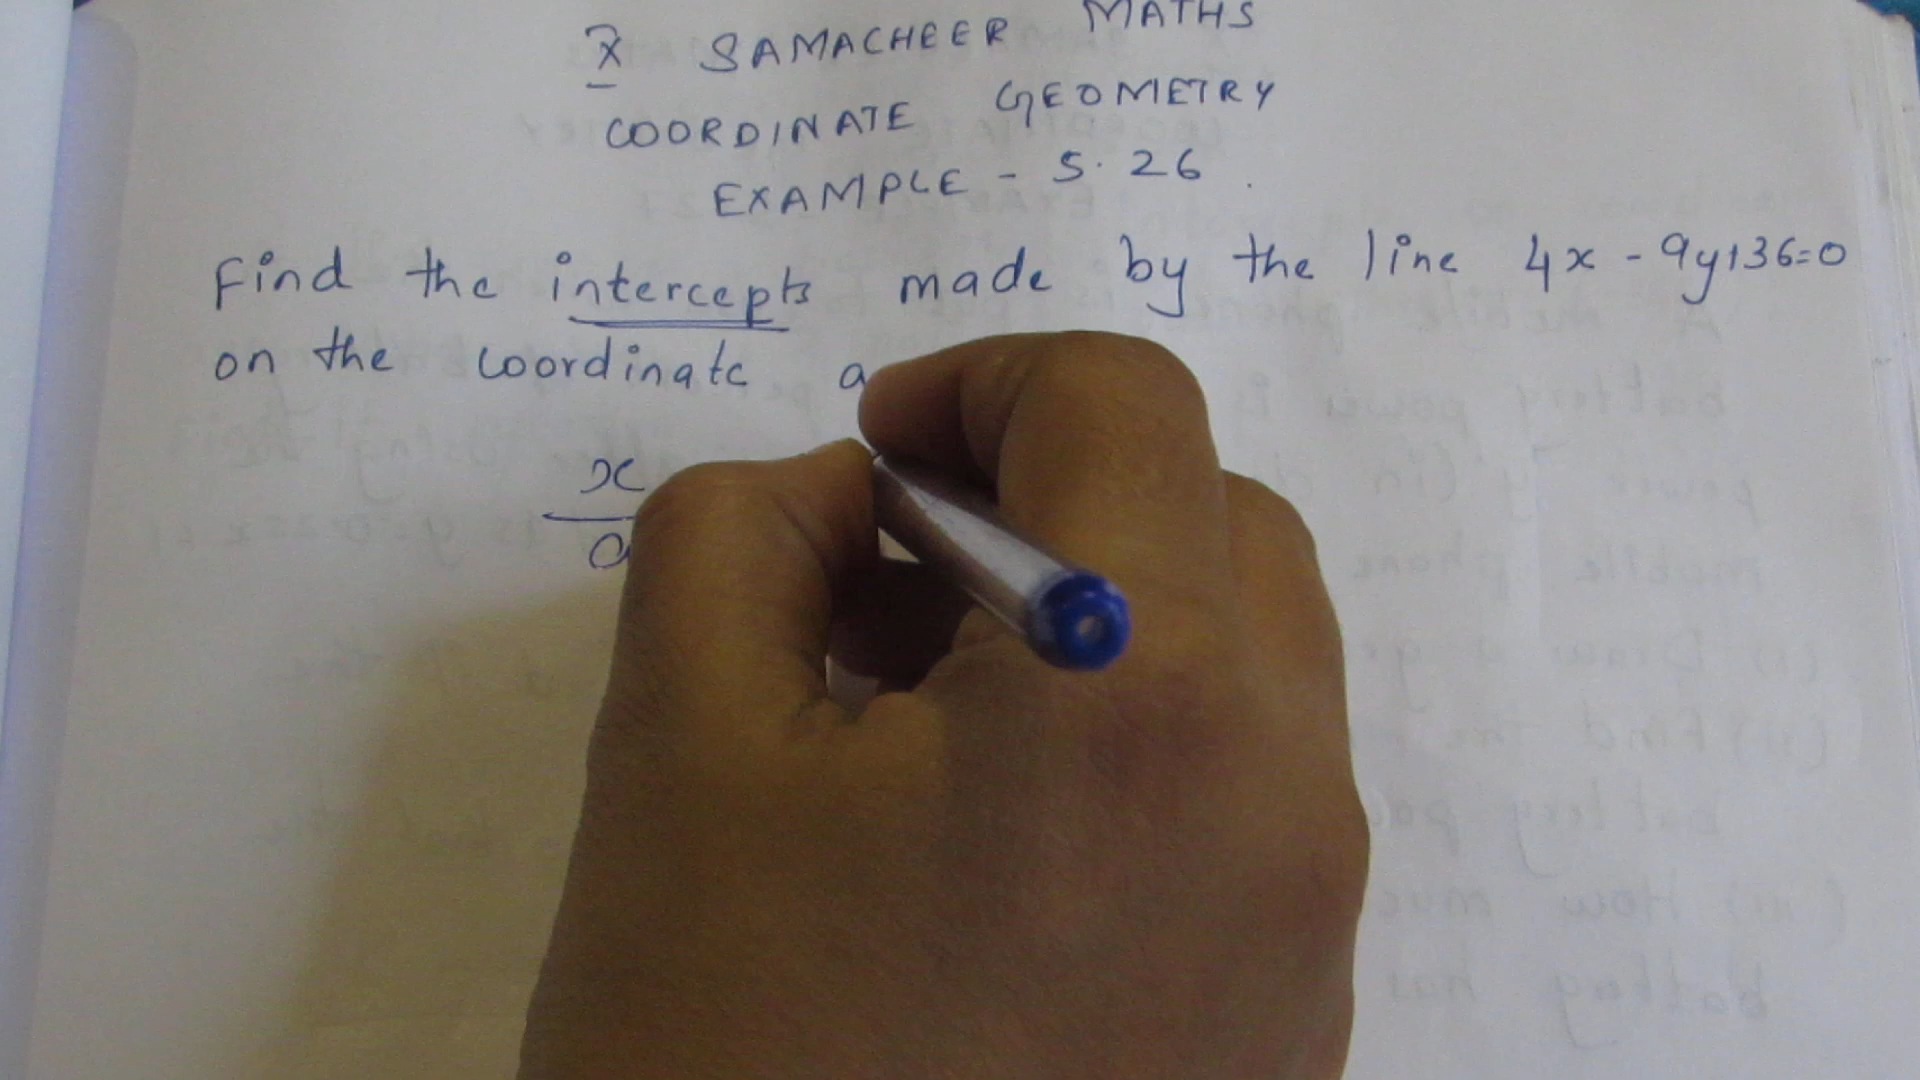 X SAMACHEER MATHS
COORDINATE GEOMETRY
EXAMPLE - 5.26.
Find the intercepts made by the line 4x - 9y+36=0
on the coordinate a
x
a